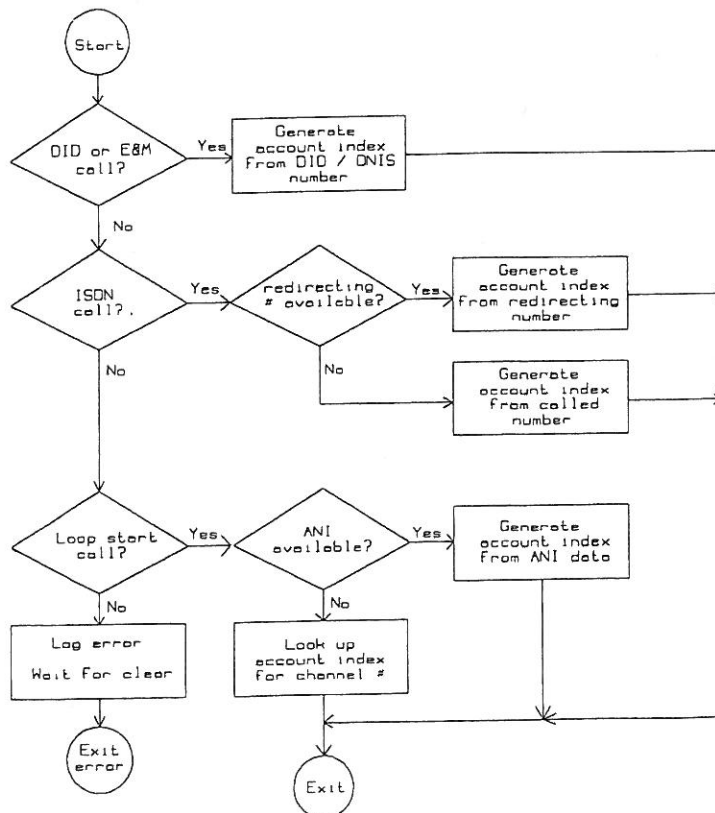 Start
DID or E&M
call?
Yes
Generate
account index
from DID / DNIS
number
No
ISDN
call?.
Yes
redirecting
# available?
Yes
Generate
account index
from redirecting
number
No
No
Generate
account index
from called
number
Loop start
call?
Yes
ANI
available?
Yes
Generate
account index
from ANI data
No
No
Log error
Wait for clear
Look up
account index
for channel #
Exit
error
Exit